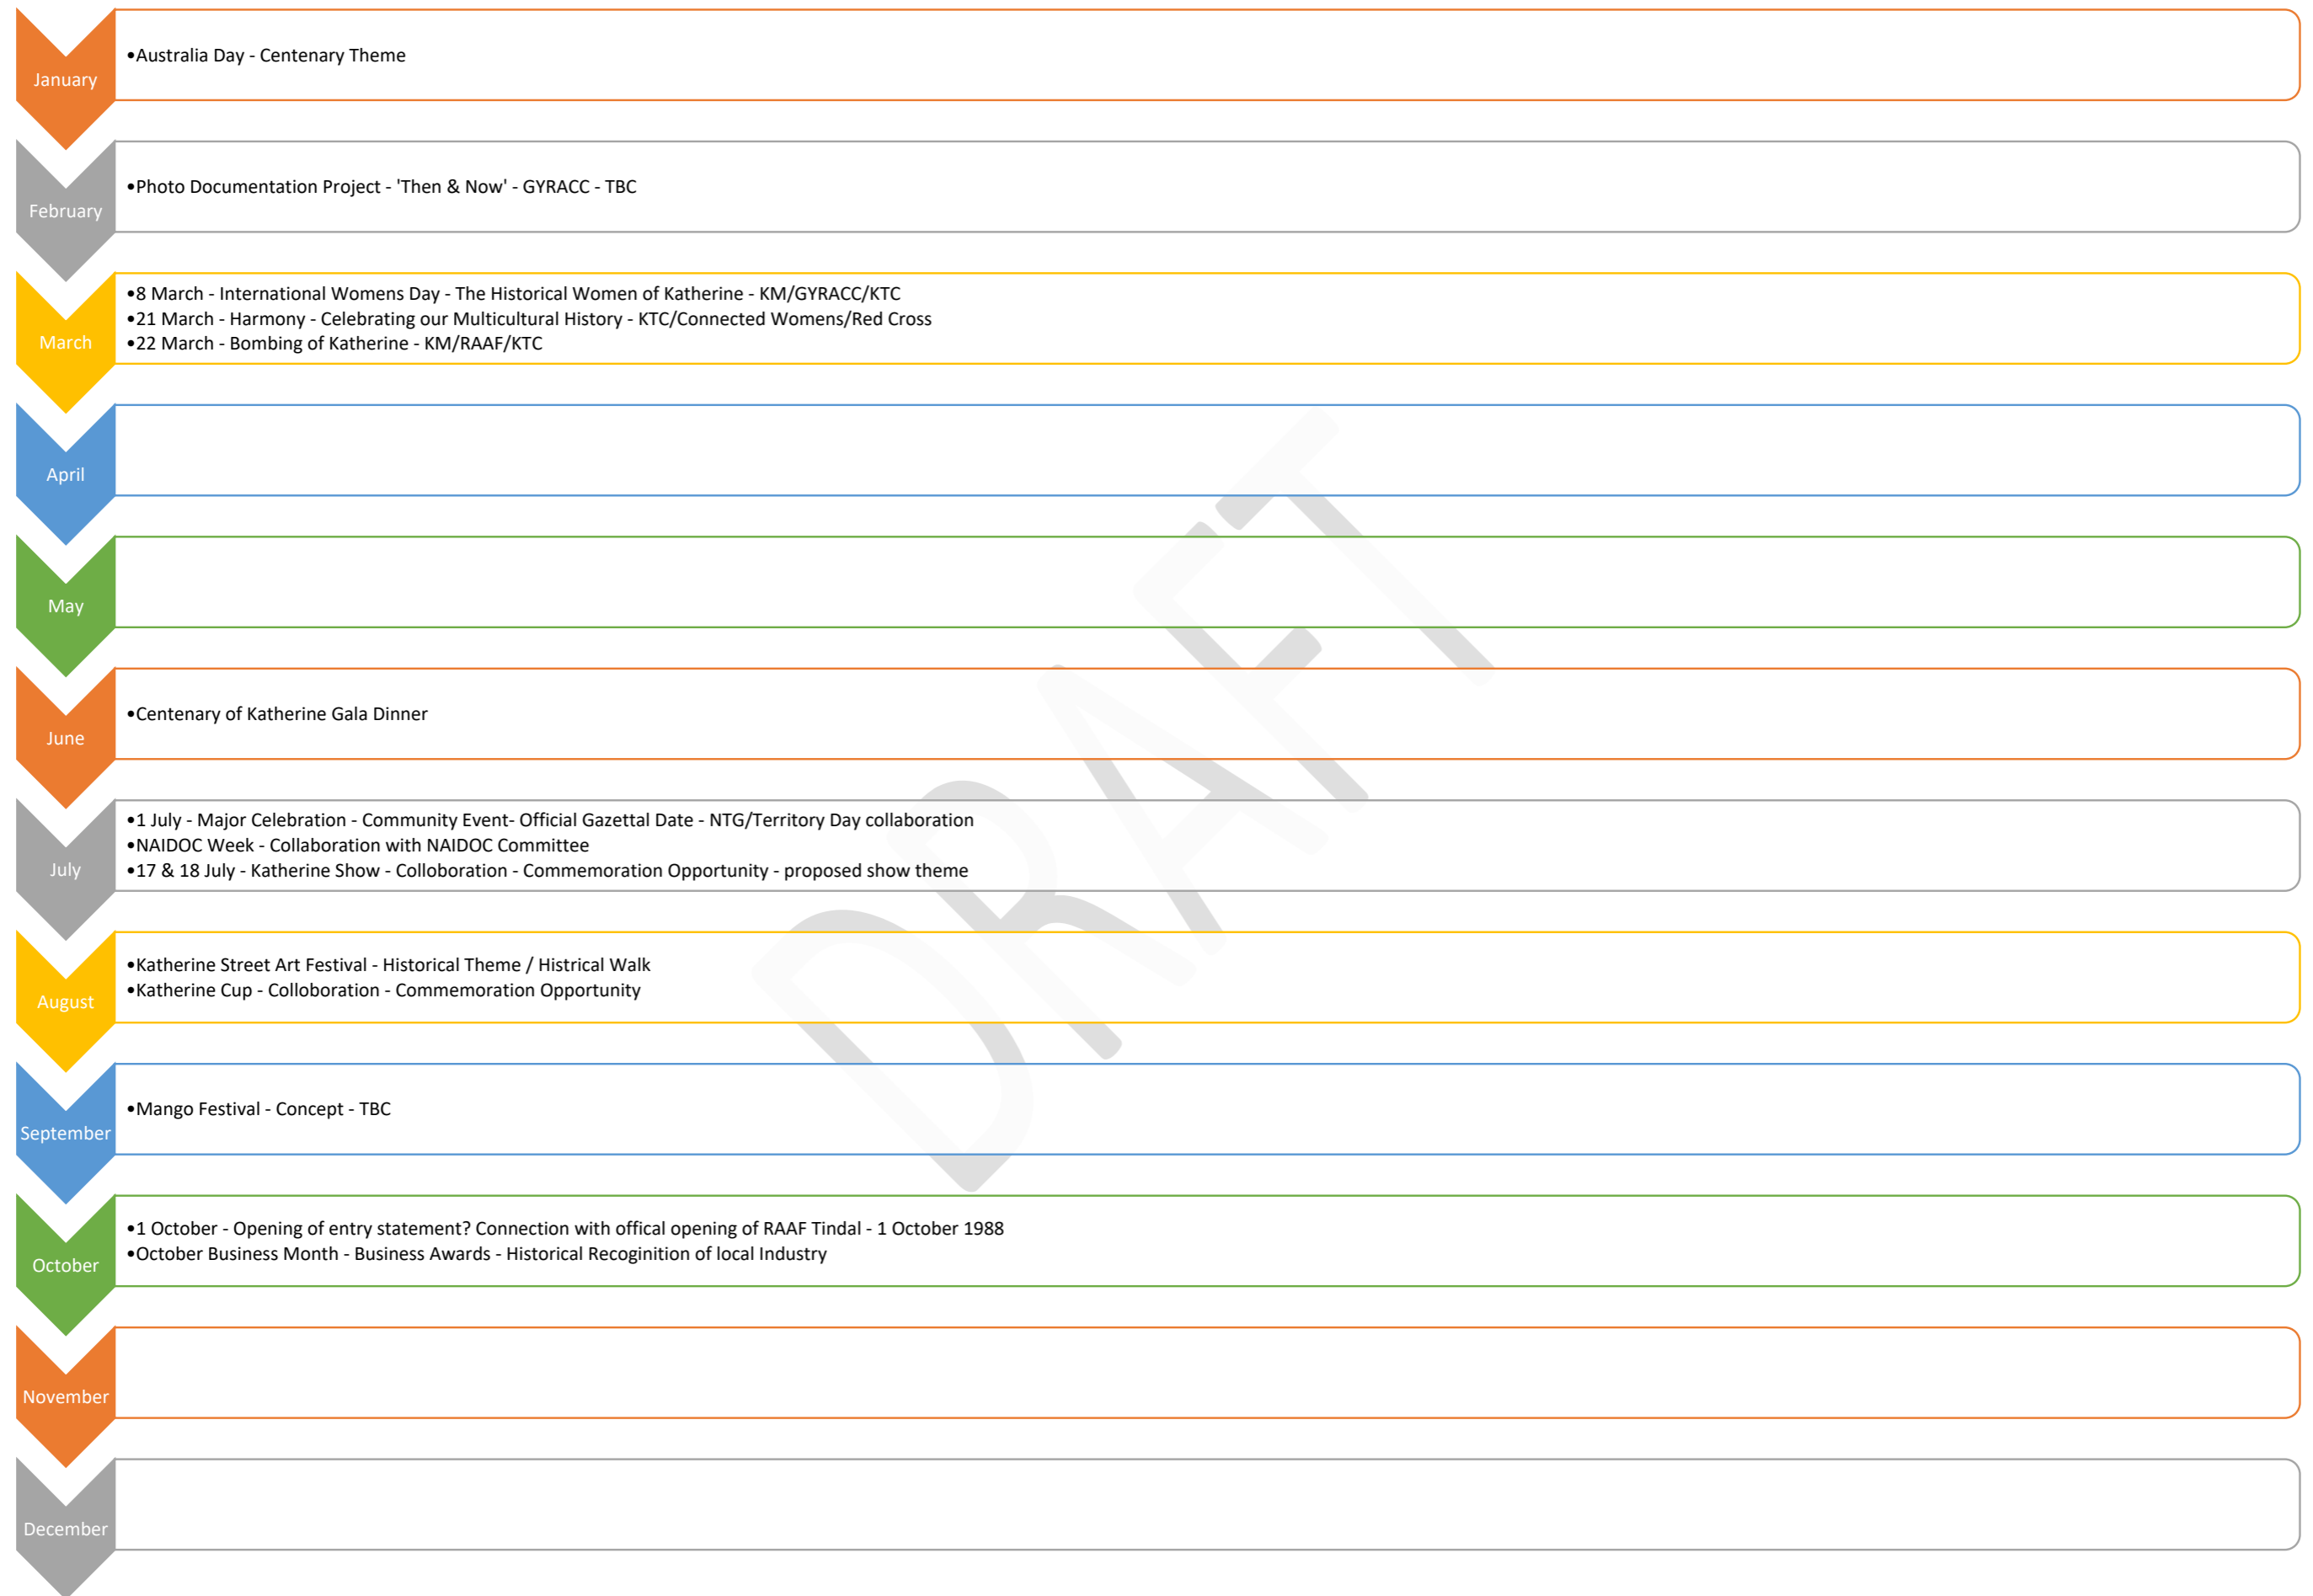 January
•Australia Day - Centenary Theme
February
•Photo Documentation Project - 'Then & Now' - GYRACC - TBC
March
•8 March - International Womens Day - The Historical Women of Katherine - KM/GYRACC/KTC
•21 March - Harmony - Celebrating our Multicultural History - KTC/Connected Womens/Red Cross
•22 March - Bombing of Katherine - KM/RAAF/KTC
April
May
June
•Centenary of Katherine Gala Dinner
July
•1 July - Major Celebration - Community Event- Official Gazettal Date - NTG/Territory Day collaboration
•NAIDOC Week - Collaboration with NAIDOC Committee
•17 & 18 July - Katherine Show - Colloboration - Commemoration Opportunity - proposed show theme
August
•Katherine Street Art Festival - Historical Theme / Histrical Walk
•Katherine Cup - Colloboration - Commemoration Opportunity
September
•Mango Festival - Concept - TBC
October
•1 October - Opening of entry statement? Connection with offical opening of RAAF Tindal - 1 October 1988
•October Business Month - Business Awards - Historical Recoginition of local Industry
November
December
DRAFT